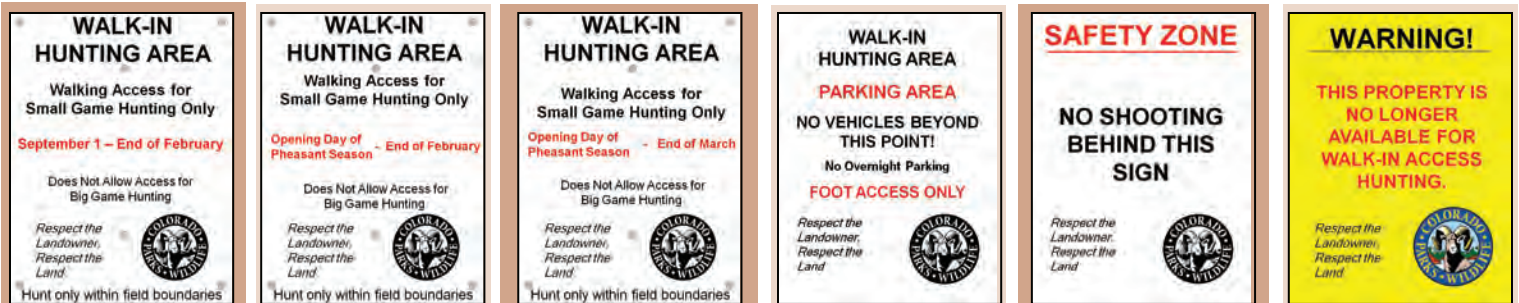 WALK-IN
HUNTING AREA
Walking Access for
Small Game Hunting Only
September 1 – End of February
Does Not Allow Access for
Big Game Hunting
Respect the
Landowner,
Respect the
Land
COLORADO
PARKS • WILDLIFE
Hunt only within field boundaries
WALK-IN
HUNTING AREA
Walking Access for
Small Game Hunting Only
Opening Day of
Pheasant Season - End of February
Does Not Allow Access for
Big Game Hunting
Respect the
Landowner,
Respect the
Land
COLORADO
PARKS • WILDLIFE
Hunt only within field boundaries
WALK-IN
HUNTING AREA
Walking Access for
Small Game Hunting Only
Opening Day of
Pheasant Season - End of March
Does Not Allow Access for
Big Game Hunting
Respect the
Landowner,
Respect the
Land
COLORADO
PARKS • WILDLIFE
Hunt only within field boundaries
WALK-IN
HUNTING AREA
PARKING AREA
NO VEHICLES BEYOND
THIS POINT!
No Overnight Parking
FOOT ACCESS ONLY
Respect the
Landowner,
Respect the
Land
COLORADO
PARKS • WILDLIFE
SAFETY ZONE
NO SHOOTING
BEHIND THIS
SIGN
Respect the
Landowner.
Respect the
Land
COLORADO
PARKS • WILDLIFE
WARNING!
THIS PROPERTY IS
NO LONGER
AVAILABLE FOR
WALK-IN ACCESS
HUNTING.
Respect the
Landowner,
Respect the
Land
COLORADO
PARKS • WILDLIFE